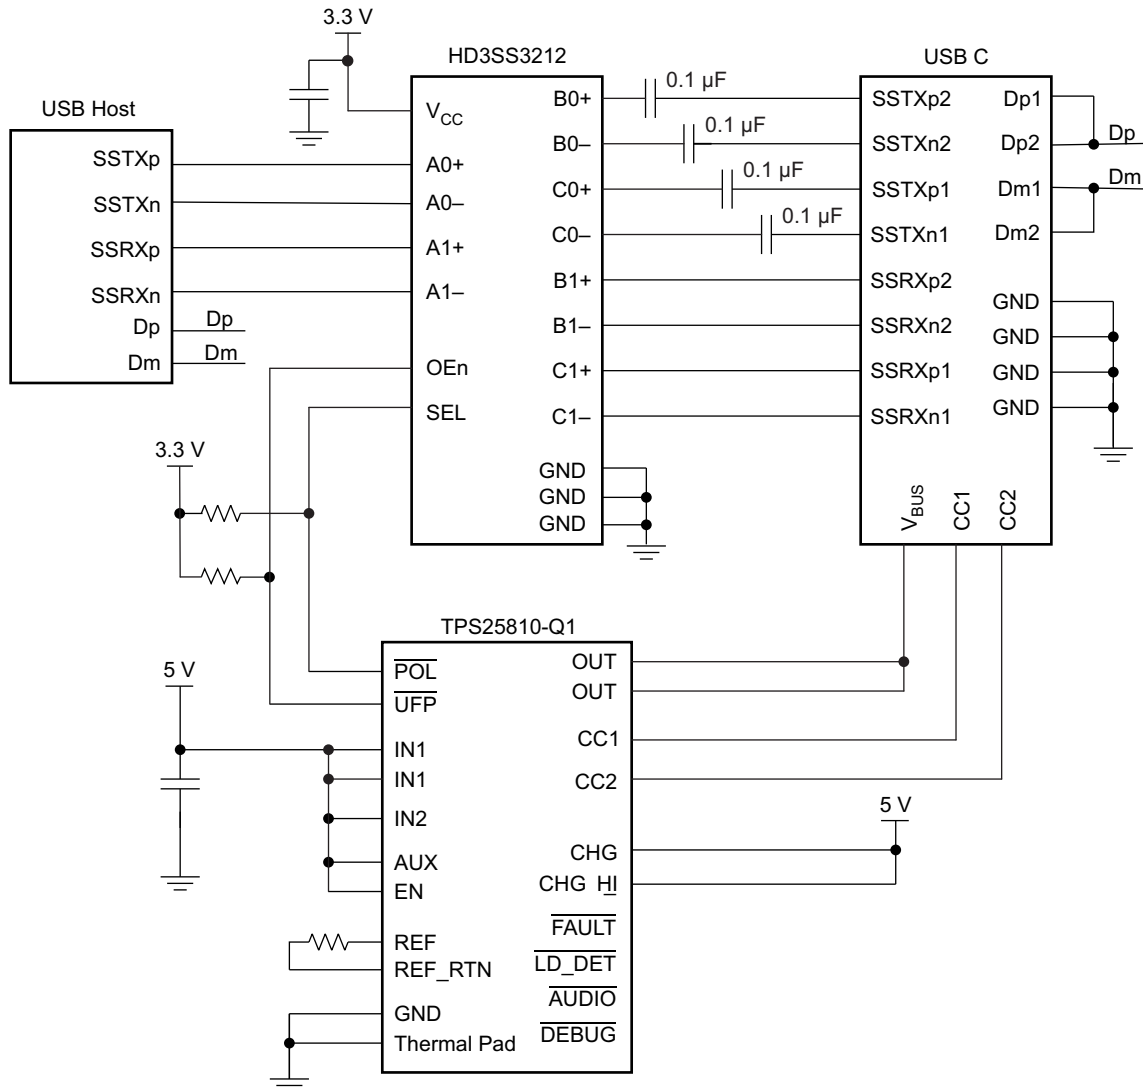 3.3 V
HD3SS3212
USB C
USB Host
VCC
A0+
A0–
A1+
A1–
OEn
SEL
B0+
B0–
C0+
C0–
B1+
B1–
C1+
C1–
GND
GND
GND
0.1 µF
0.1 µF
0.1 µF
0.1 µF
SSTXp
SSTXn
SSRXp
SSRXn
Dp
Dm
Dp
Dm
SSTXp2
SSTXn2
SSTXp1
SSTXn1
SSRXp2
SSRXn2
SSRXp1
SSRXn1
Dp1
Dp2
Dm1
Dm2
GND
GND
GND
GND
VBUS
CC1
CC2
Dp
Dm
3.3 V
TPS25810-Q1
5 V
POL
UFP
IN1
IN1
IN2
AUX
EN
REF
REF_RTN
GND
Thermal Pad
OUT
OUT
CC1
CC2
CHG
CHG_HI
FAULT
LD_DET
AUDIO
DEBUG
5 V